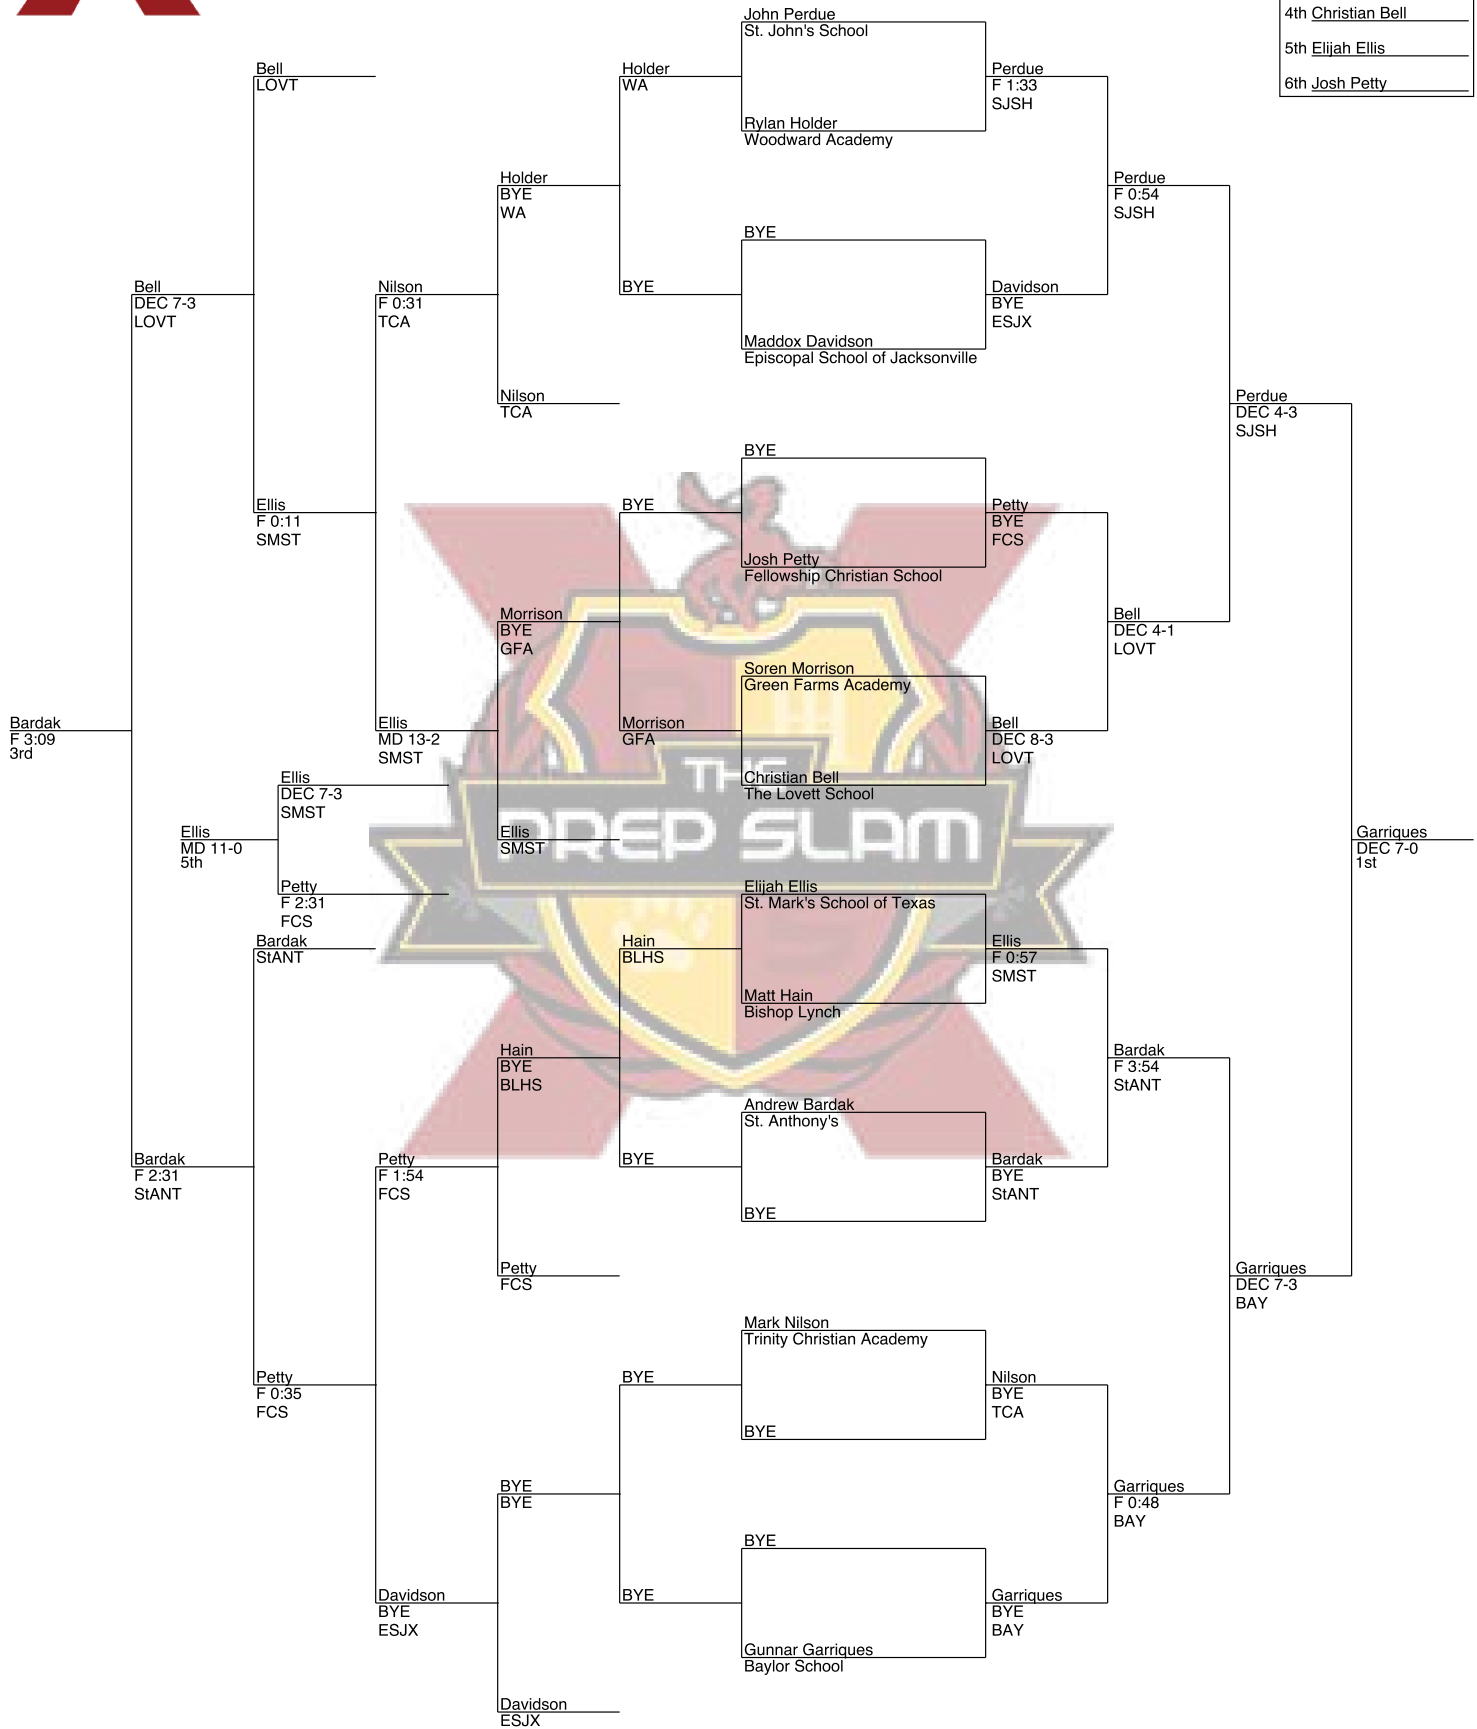 4th Christian Bell
5th Elijah Ellis
6th Josh Petty
John Perdue
St. John's School
Bell
LOVT
Holder
WA
Perdue
F 1:33
SJSH
Rylan Holder
Woodward Academy
Holder
BYE
WA
Perdue
F 0:54
SJSH
BYE
Bell
DEC 7-3
LOVT
Nilson
F 0:31
TCA
BYE
Davidson
BYE
ESJX
Maddox Davidson
Episcopal School of Jacksonville
Nilson
TCA
Perdue
DEC 4-3
SJSH
BYE
Ellis
F 0:11
SMST
BYE
Petty
BYE
FCS
Josh Petty
Fellowship Christian School
Morrison
BYE
GFA
Bell
DEC 4-1
LOVT
Soren Morrison
Green Farms Academy
Bardak
F 3:09
3rd
Ellis
MD 13-2
SMST
Morrison
GFA
Bell
DEC 8-3
LOVT
THE
PREP SLAM
Ellis
DEC 7-3
SMST
Christian Bell
The Lovett School
Ellis
MD 11-0
5th
Ellis
SMST
Garriques
DEC 7-0
1st
Petty
F 2:31
FCS
Elijah Ellis
St. Mark's School of Texas
Bardak
StANT
Hain
BLHS
Ellis
F 0:57
SMST
Matt Hain
Bishop Lynch
Hain
BYE
BLHS
Bardak
F 3:54
StANT
Andrew Bardak
St. Anthony's
Bardak
F 2:31
StANT
Petty
F 1:54
FCS
BYE
Bardak
BYE
StANT
BYE
Petty
FCS
Garriques
DEC 7-3
BAY
Mark Nilson
Trinity Christian Academy
Petty
F 0:35
FCS
BYE
Nilson
BYE
TCA
BYE
BYE
BYE
Garriques
F 0:48
BAY
BYE
Davidson
BYE
ESJX
BYE
Garriques
BYE
BAY
Gunnar Garriques
Baylor School
Davidson
ESJX